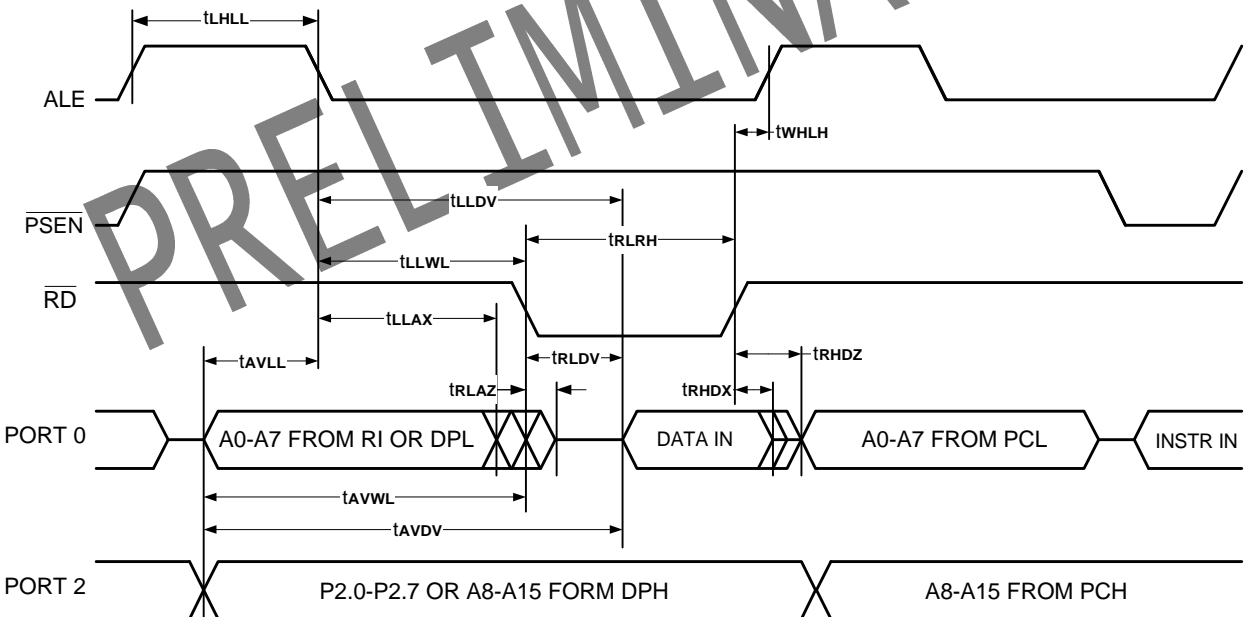 tLHLL
ALE
tWHLH
PSEN
tLLDV
tRLRH
tLLWL
RD
tLLAX
tAVLL
tRLDV
tRHDZ
tRLAZ
tRHDX
PORT 0
A0-A7 FROM RI OR DPL
DATA IN
A0-A7 FROM PCL
INSTR IN
tAVWL
tAVDV
PORT 2
P2.0-P2.7 OR A8-A15 FORM DPH
A8-A15 FROM PCH